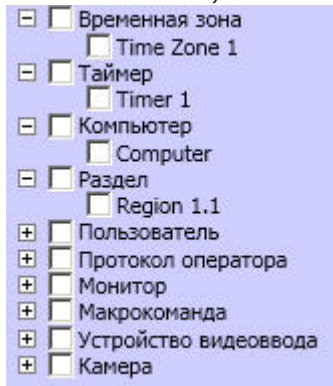 Временная зона
Time Zone 1
Таймер
Timer 1
Компьютер
Computer
Раздел
Region 1.1
Пользователь
Протокол оператора
Монитор
Макрокоманда
Устройство видеоввода
Камера